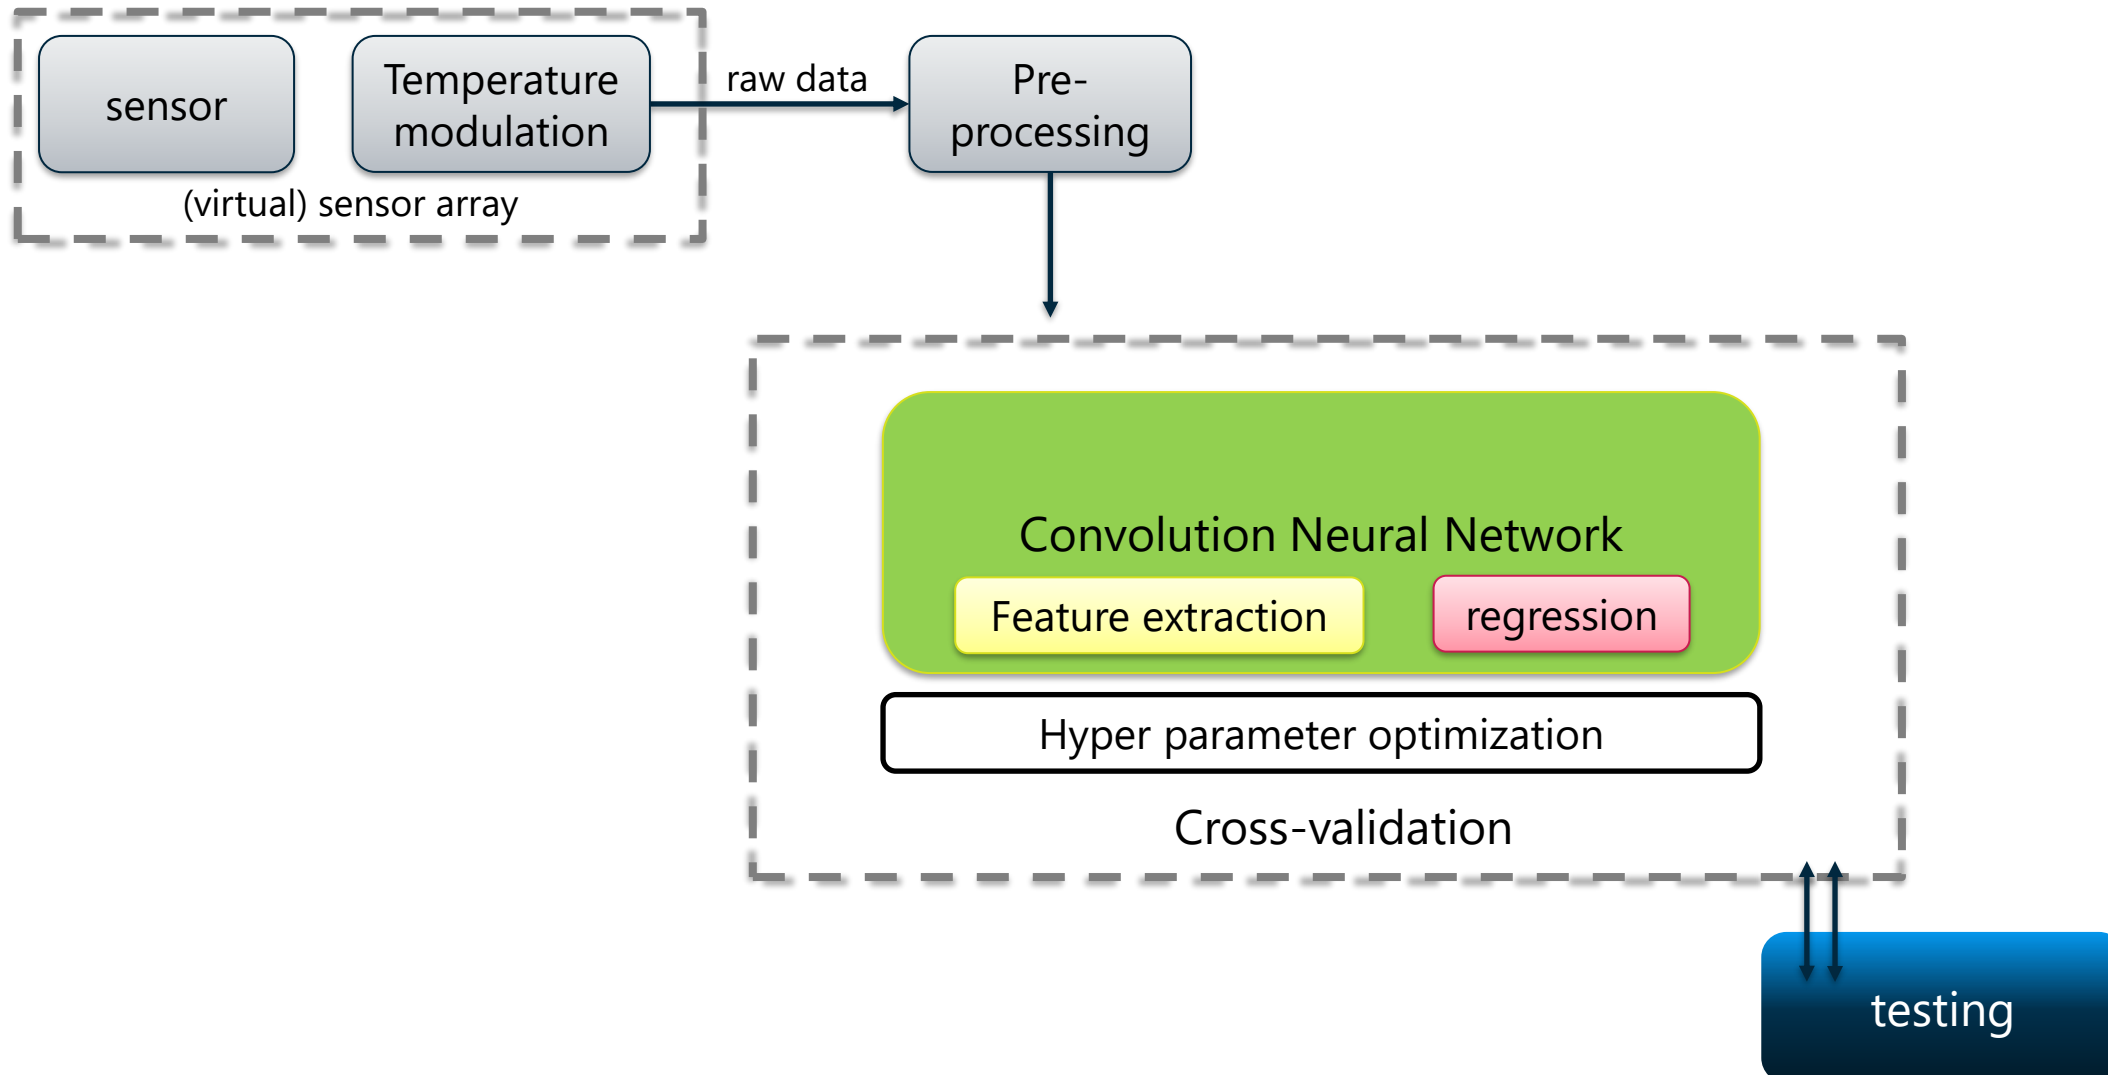 sensor
Temperature
modulation
(virtual) sensor array
raw data
Pre-
processing
Convolution Neural Network
Feature extraction
regression
Hyper parameter optimization
Cross-validation
testing